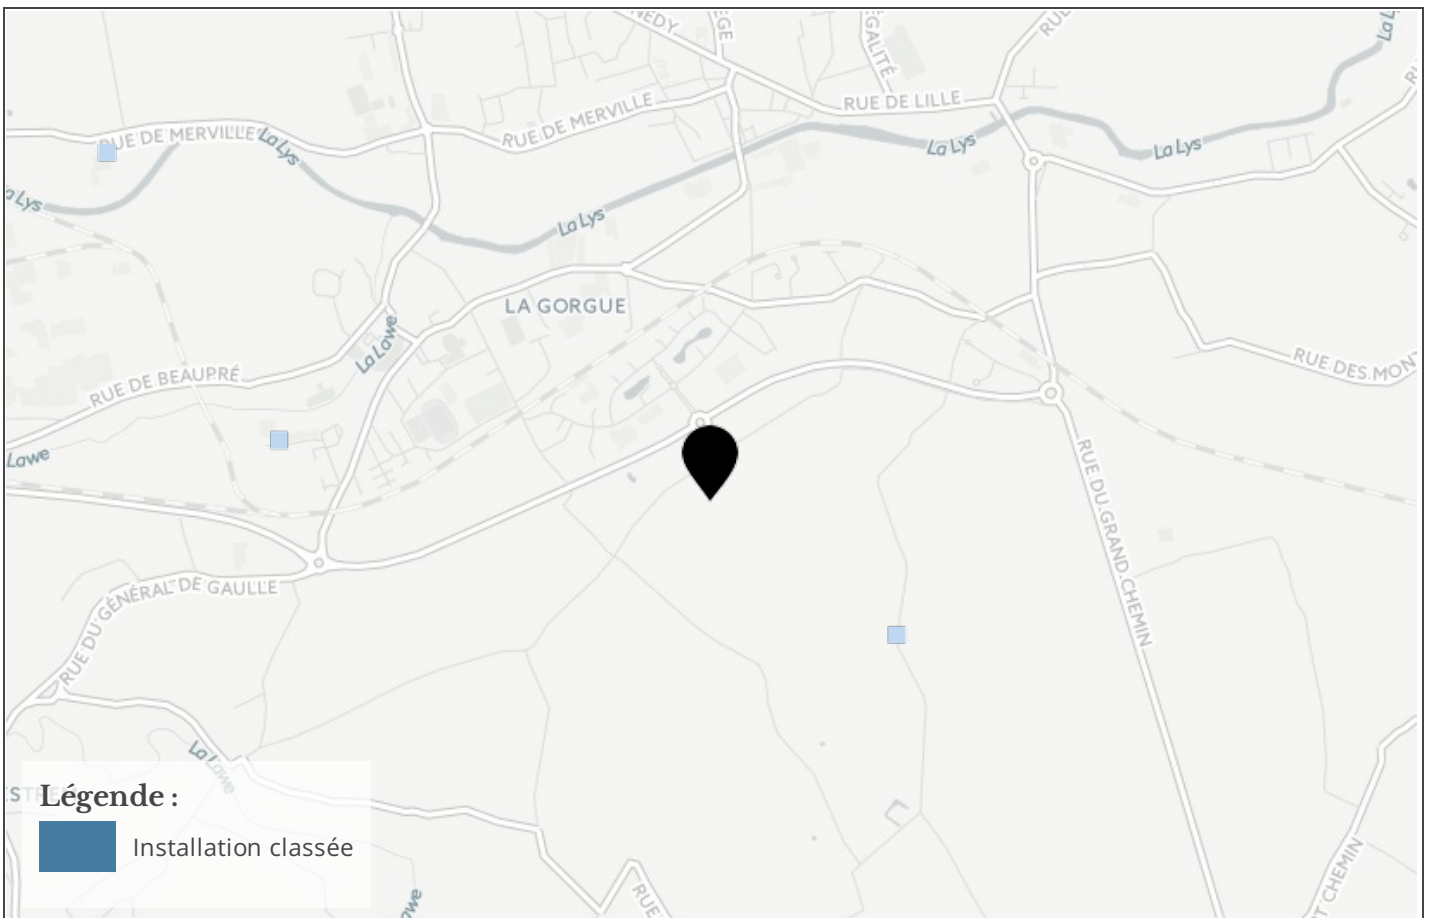 RUE DE MERVILLE
RUE DE MERVILLE
RUE DE LILLE
La Lys
La Lys
La Lys
La Lys
La Lys
LA GORGUE
La Lawe
RUE DE BEAUPRÉ
Lawe
RUE DU GÉNÉRAL DE GAULLE
RUE DU GRAND CHEMIN
La Lawe
Légende :
Installation classée
RUE
CHEMIN